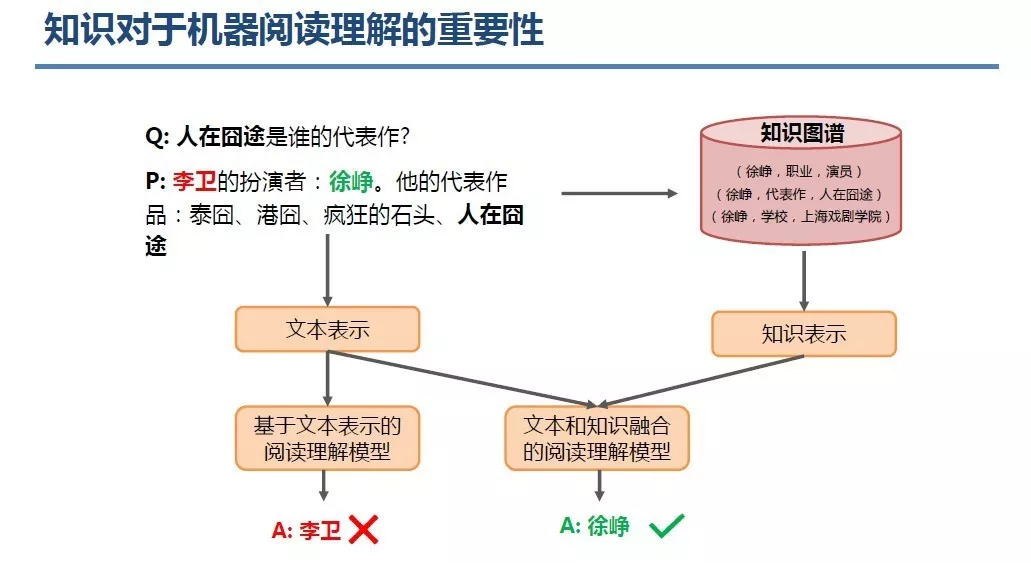 知识对于机器阅读理解的重要性
Q: 人在囧途是谁的代表作?
P: 李卫的扮演者：徐峥。他的代表作
品：泰囧、港囧、疯狂的石头、人在囧
途
知识图谱
（徐峥，职业，演员）
（徐峥，代表作，人在囧途）
（徐峥，学校，上海戏剧学院）
文本表示
知识表示
基于文本表示的
阅读理解模型
文本和知识融合
的阅读理解模型
A: 李卫
A: 徐峥